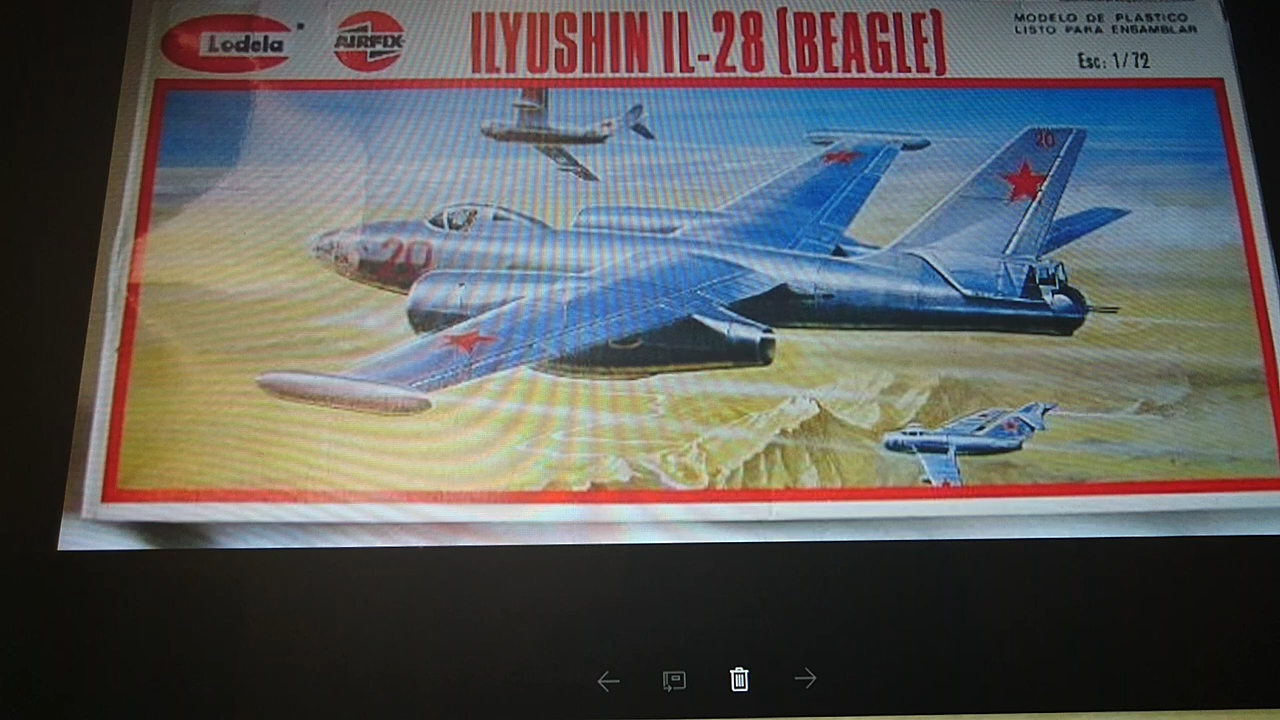 Lodela
AIRFIX
ILYUSHIN IL-28 (BEAGLE)
MODELO DE PLASTICO
LISTO PARA ENSAMBLAR
Esc: 1/72
20
20